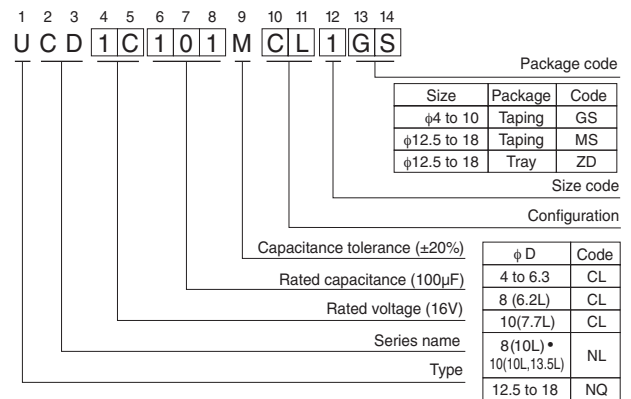 1 2 3 4 5 6 7 8 9 10 11 12 13 14
U C D 1 C 1 0 1 M C L 1 G S
Package code
Size Package Code
ϕ4 to 10 Taping GS
ϕ12.5 to 18 Taping MS
ϕ12.5 to 18 Tray ZD
Size code
Configuration
ϕ D Code
4 to 6.3 CL
8 (6.2L) CL
10(7.7L) CL
8(10L) •
10(10L,13.5L) NL
12.5 to 18 NQ
Capacitance tolerance (±20%)
Rated capacitance (100μF)
Rated voltage (16V)
Series name
Type